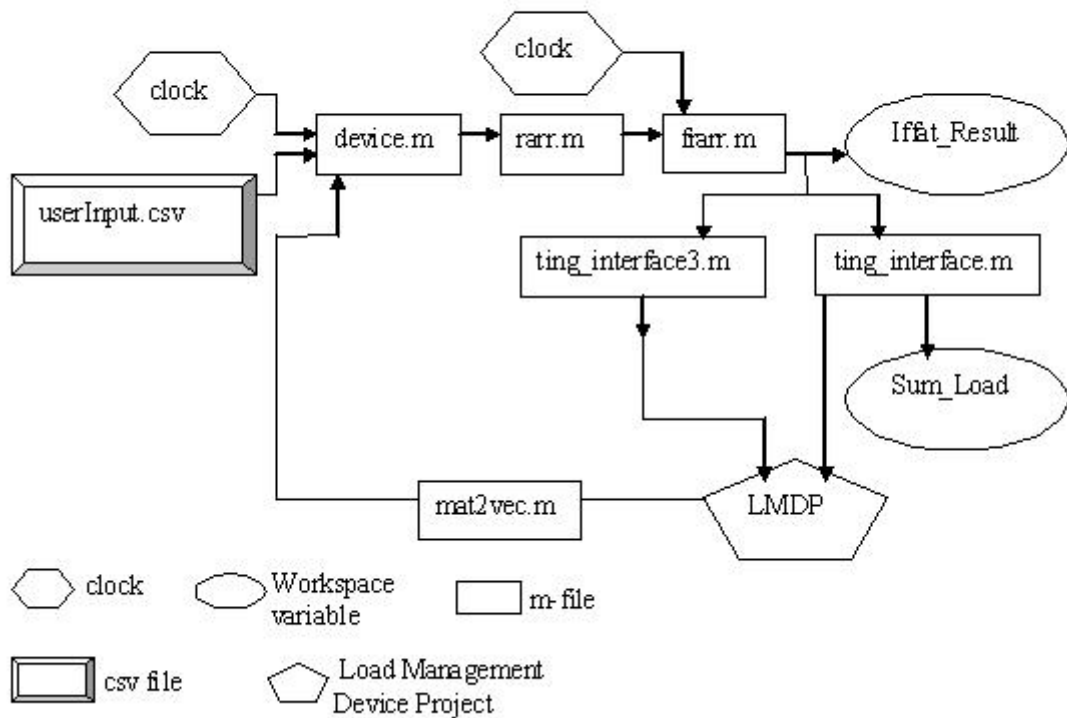 clock
clock
device.m
rarr.m
frarr.m
Iffat_Result
userInput.csv
ting_interface3.m
ting_interface.m
Sum_Load
mat2vec.m
LMDP
clock
Workspace
variable
m-file
csv file
Load Management
Device Project